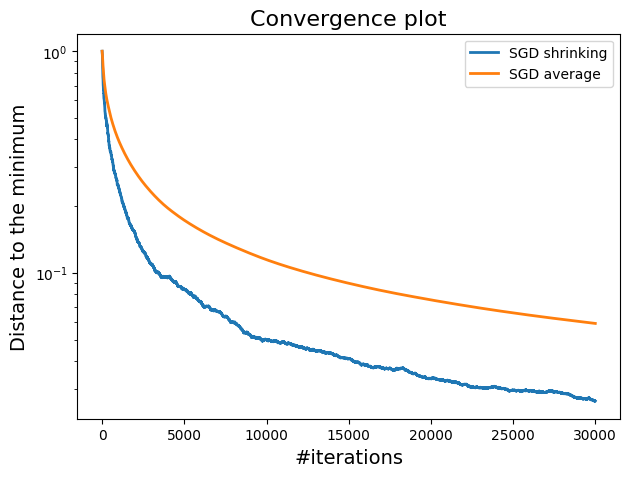 Convergence plot
SGD shrinking
SGD average
Distance to the minimum
10⁰
10⁻¹
0 5000 10000 15000 20000 25000 30000
#iterations